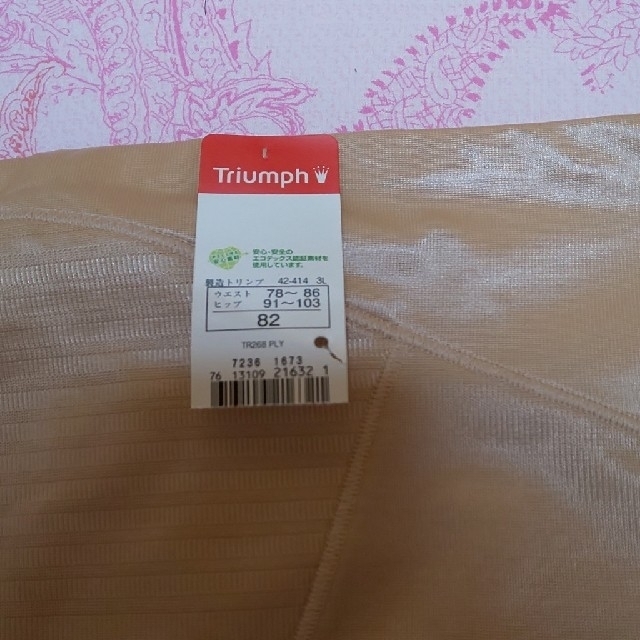 Triumph
安心・安全の
エコテックス認証素材を
使用しています。
製造トリンプ 42-414 3L
ウエスト 78～ 86
ヒップ 91～103
82
TR268 PLY
7236 1673
76 13109 21632 1